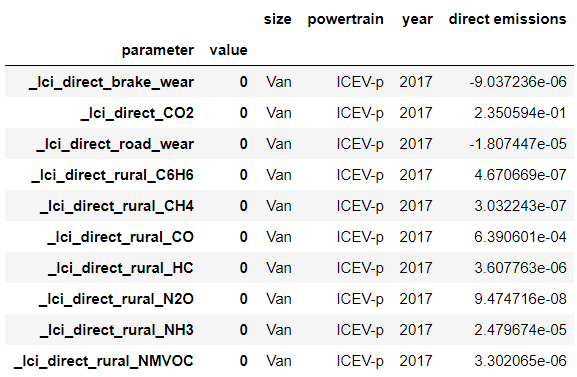 size powertrain year direct emissions
parameter value
_lci_direct_brake_wear 0 Van ICEV-p 2017 -9.037236e-06
_lci_direct_CO2 0 Van ICEV-p 2017 2.350594e-01
_lci_direct_road_wear 0 Van ICEV-p 2017 -1.807447e-05
_lci_direct_rural_C6H6 0 Van ICEV-p 2017 4.670669e-07
_lci_direct_rural_CH4 0 Van ICEV-p 2017 3.032243e-07
_lci_direct_rural_CO 0 Van ICEV-p 2017 6.390601e-04
_lci_direct_rural_HC 0 Van ICEV-p 2017 3.607763e-06
_lci_direct_rural_N2O 0 Van ICEV-p 2017 9.474716e-08
_lci_direct_rural_NH3 0 Van ICEV-p 2017 2.479674e-05
_lci_direct_rural_NMVOC 0 Van ICEV-p 2017 3.302065e-06